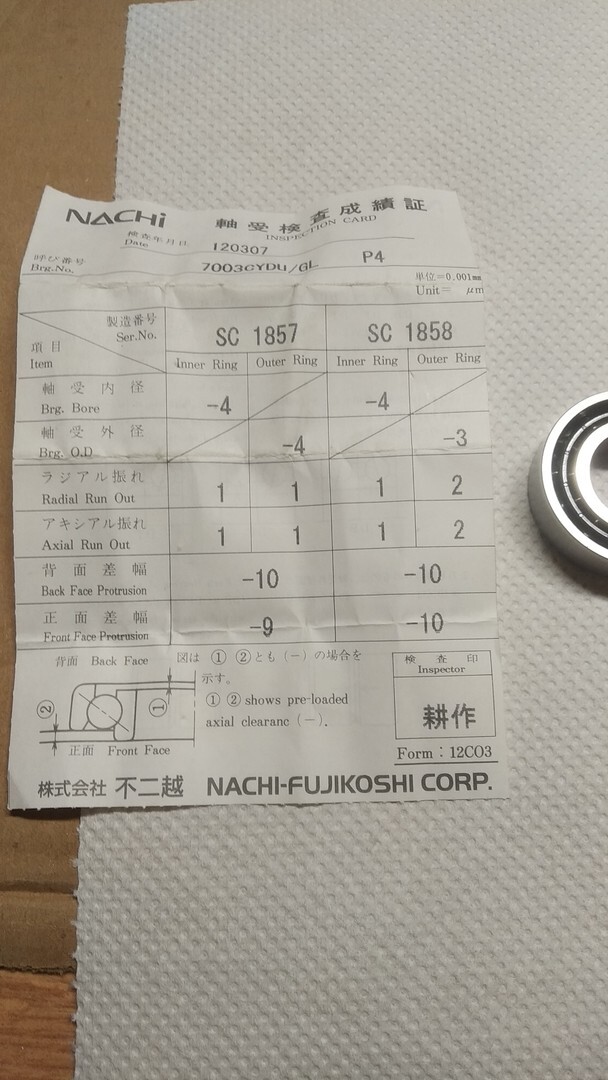 NACHi 軸受検査成績証
INSPECTION CARD
検査年月日
Date 120307
呼び番号
Brg.No. 7003CYDU/GL P4
単位=0.001mm
Unit= μm
製造番号
Ser.No. SC 1857 SC 1858
項目
Item Inner Ring Outer Ring Inner Ring Outer Ring
軸受内径
Brg. Bore -4 -4
軸受外径
Brg. O.D -4 -3
ラジアル振れ
Radial Run Out 1 1 1 2
アキシアル振れ
Axial Run Out 1 1 1 2
背面差幅
Back Face Protrusion -10 -10
正面差幅
Front Face Protrusion -9 -10
背面 Back Face
② ①
正面 Front Face
図は ① ②とも (-) の場合を
示す。
① ② shows pre-loaded
axial clearanc (-).
検査印
Inspector
耕作
Form : 12CO3
株式会社 不二越 NACHI-FUJIKOSHI CORP.